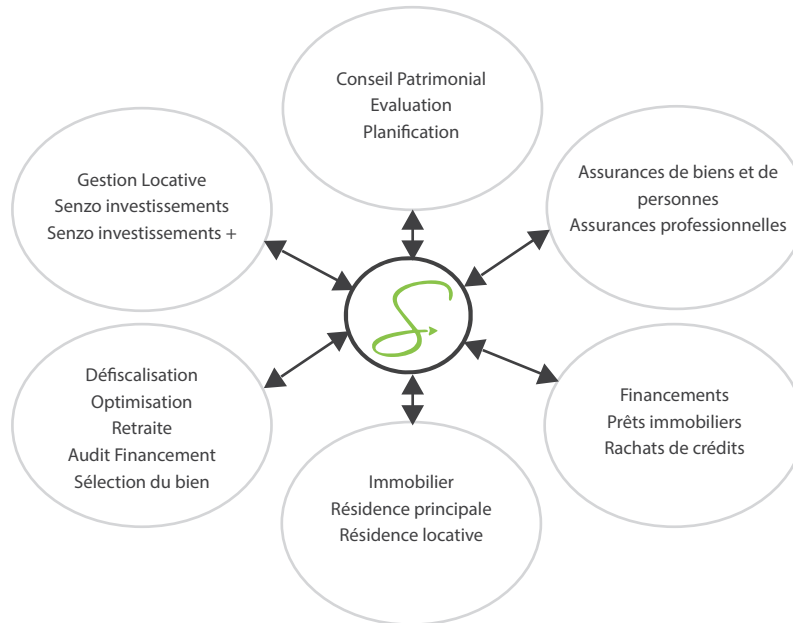 Conseil Patrimonial
Evaluation
Planification
Gestion Locative
Senzo investissements
Senzo investissements +
Assurances de biens et de
personnes
Assurances professionnelles
Défiscalisation
Optimisation
Retraite
Audit Financement
Sélection du bien
Financements
Prêts immobiliers
Rachats de crédits
Immobilier
Résidence principale
Résidence locative